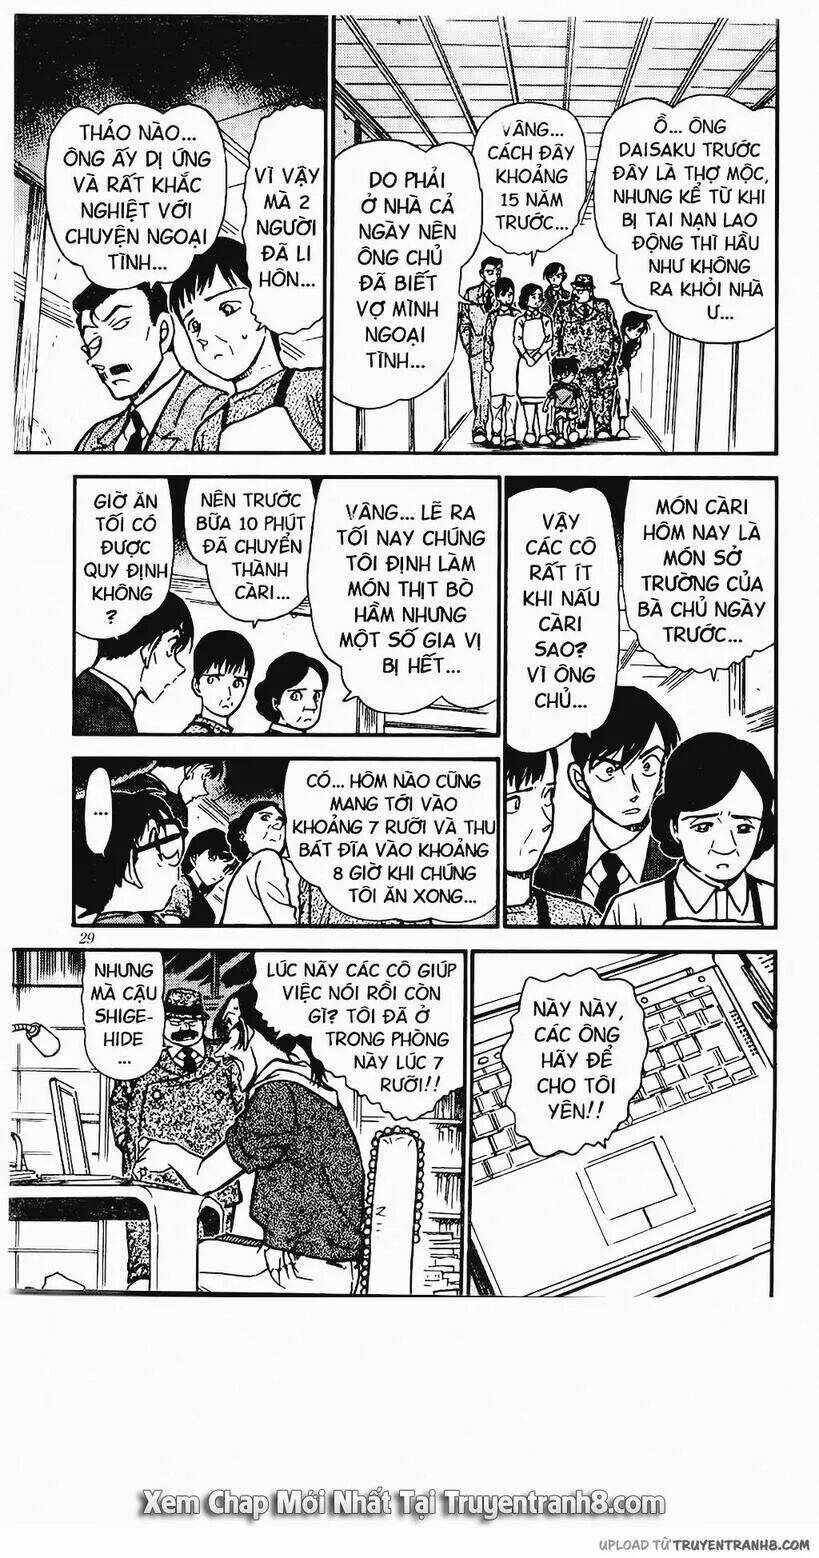 Ồ... ÔNG
DAISAKU TRƯỚC
ĐÂY LÀ THỢ MỘC,
NHƯNG KỂ TỪ KHI
BỊ TAI NẠN LAO
ĐỘNG THÌ HẦU
NHƯ KHÔNG
RA KHỎI NHÀ
Ư...
VÂNG...
CÁCH ĐÂY
KHOẢNG
15 NĂM
TRƯỚC...
DO PHẢI
Ở NHÀ CẢ
NGÀY NÊN
ÔNG CHỦ
ĐÃ BIẾT
VỢ MÌNH
NGOẠI
TÌNH...
VÌ VẬY
MÀ 2
NGƯỜI
ĐÃ LI
HÔN...
THẢO NÀO...
ÔNG ẤY DỊ ỨNG
VÀ RẤT KHẮC
NGHIỆT VỚI
CHUYỆN NGOẠI
TÌNH...
MÓN CÀRI
HÔM NAY LÀ
MÓN SỞ
TRƯỜNG CỦA
BÀ CHỦ NGÀY
TRƯỚC...
VẬY
CÁC CÔ
RẤT ÍT
KHI NẤU
CÀRI
SAO?
VÌ ÔNG
CHỦ...
VÂNG... LẼ RA
TỐI NAY CHÚNG
TÔI ĐỊNH LÀM
MÓN THỊT BÒ
HẦM NHƯNG
MỘT SỐ GIA VỊ
BỊ HẾT...
NÊN TRƯỚC
BỮA 10 PHÚT
ĐÃ CHUYỂN
THÀNH
CÀRI...
GIỜ ĂN
TỐI CÓ
ĐƯỢC
QUY ĐỊNH
KHÔNG
?
CÓ... HÔM NÀO CŨNG
MANG TỚI VÀO
KHOẢNG 7 RƯỠI VÀ THU
BÁT ĐĨA VÀO KHOẢNG
8 GIỜ KHI CHÚNG
TÔI ĂN XONG...
...
29
NÀY NÀY,
CÁC ÔNG
HÃY ĐỂ
CHO TÔI
YÊN!!
LÚC NÃY CÁC CÔ GIÚP
VIỆC NÓI RỒI CÒN
GÌ? TÔI ĐÃ Ở
TRONG PHÒNG
NÀY LÚC 7
RƯỠI!!
NHƯNG
MÀ CẬU
SHIGE-
HIDE
...
Xem Chap Mới Nhất Tại Truyentranh8.com
UPLOAD TỪ TRUYENTRANH8.COM